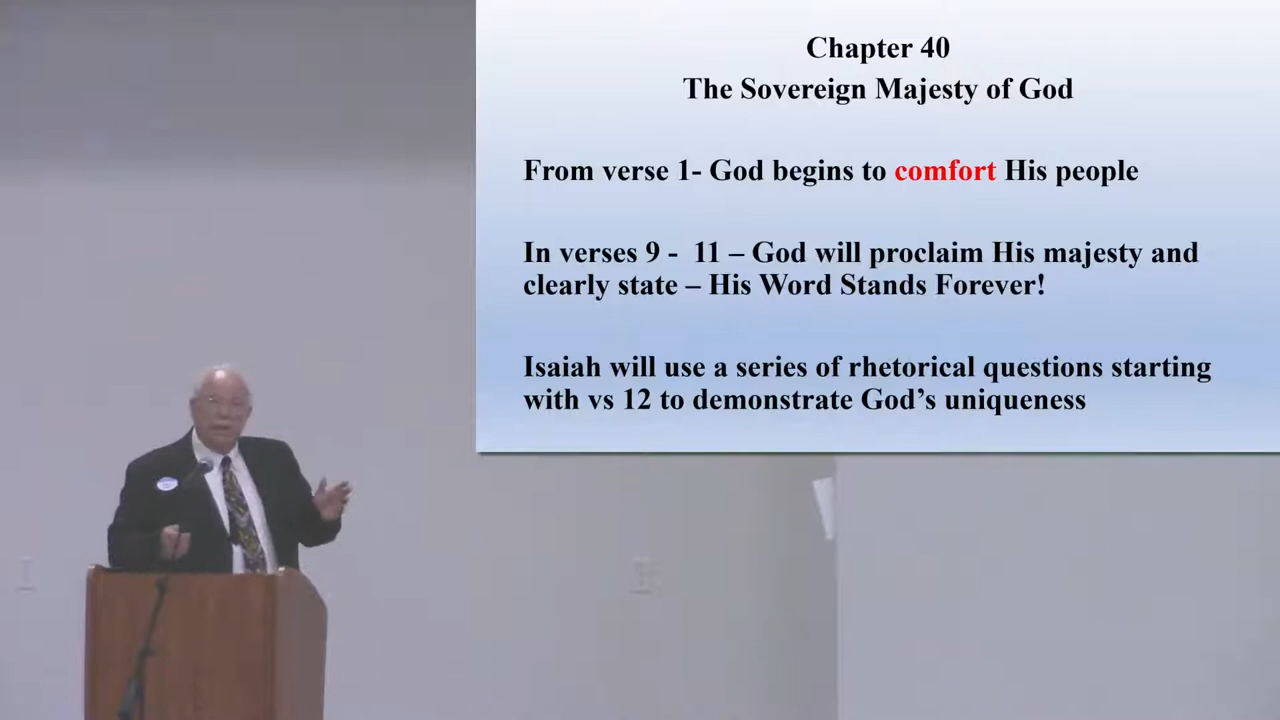 Chapter 40
The Sovereign Majesty of God
From verse 1- God begins to comfort His people
In verses 9 -  11 – God will proclaim His majesty and
clearly state – His Word Stands Forever!
Isaiah will use a series of rhetorical questions starting
with vs 12 to demonstrate God’s uniqueness